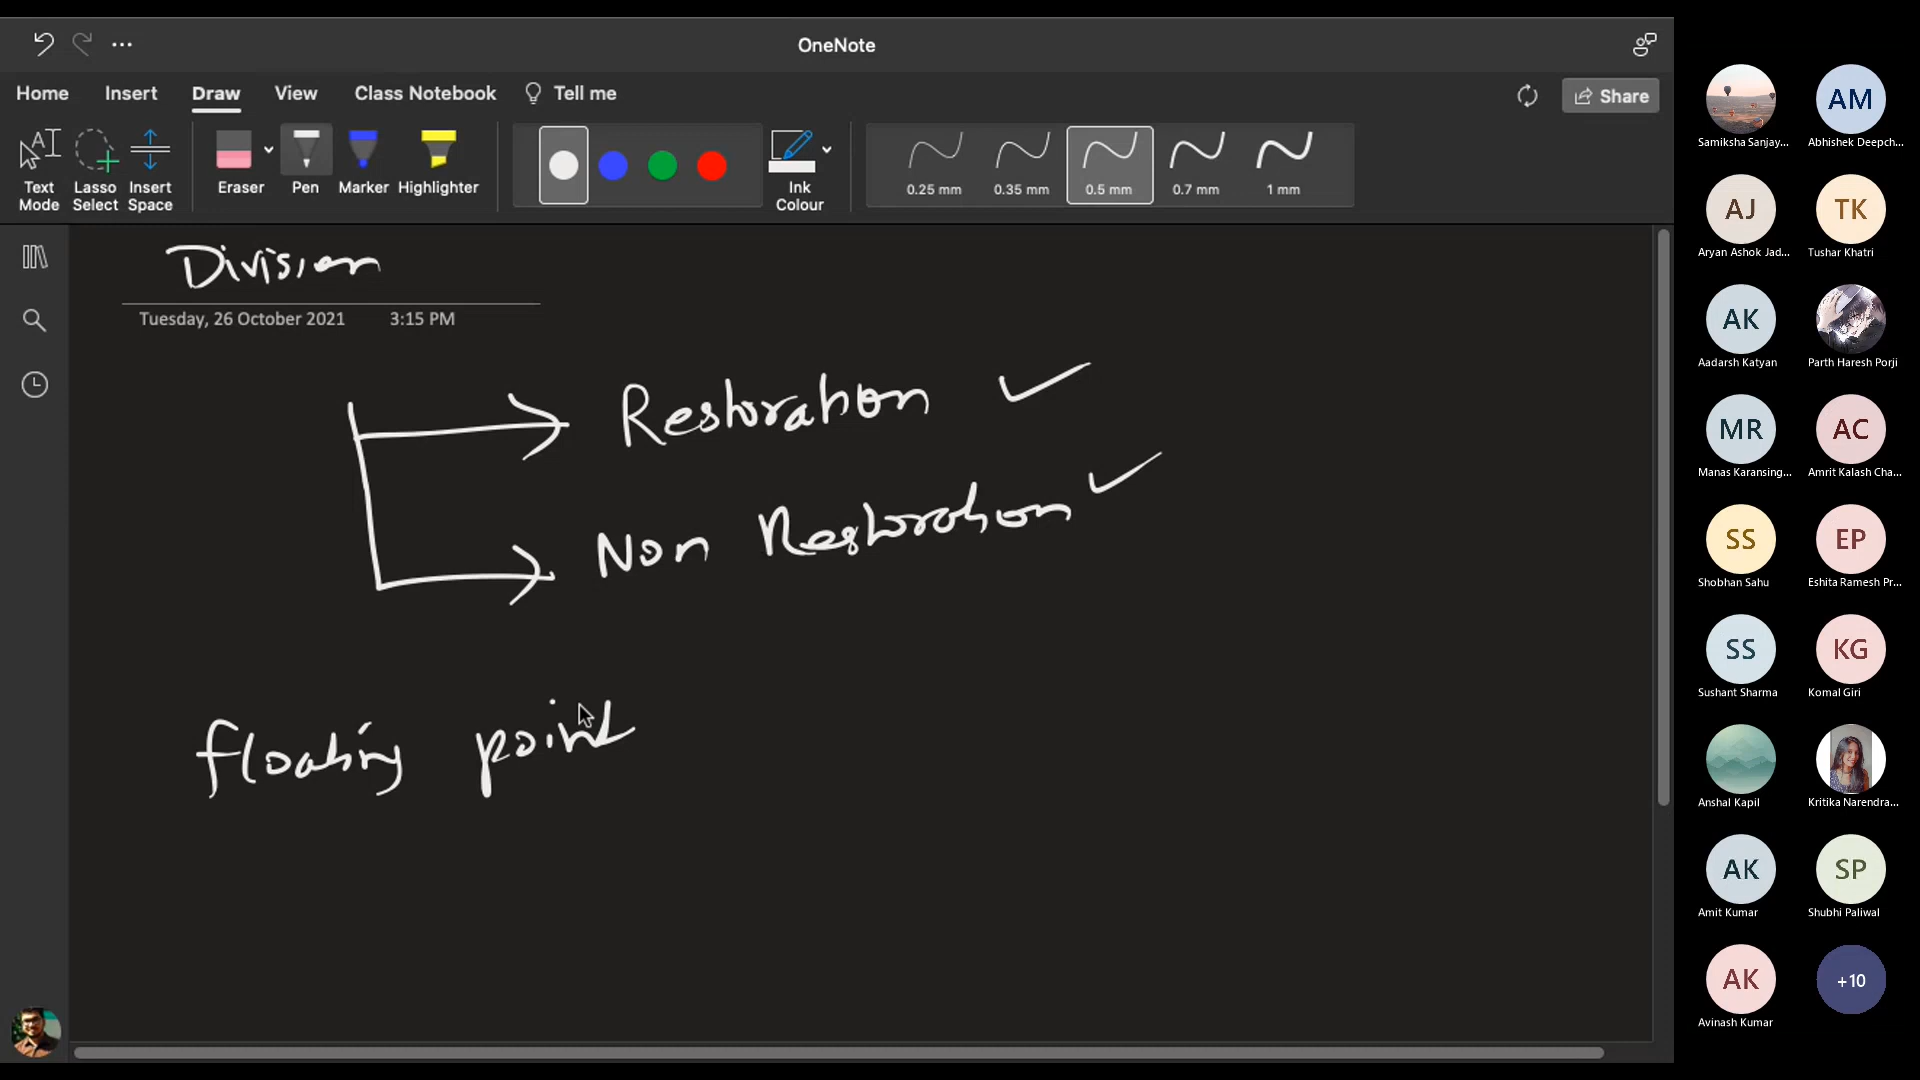 OneNote
Home Insert Draw View Class Notebook Tell me Share
Text Mode
Lasso Select
Insert Space
Eraser
Pen
Marker
Highlighter
Ink Colour
0.25 mm
0.35 mm
0.5 mm
0.7 mm
1 mm
Division
Tuesday, 26 October 2021 3:15 PM
Restoration
Non Restoration
floating point
Samiksha Sanjay...
AM
Abhishek Deepch...
AJ
Aryan Ashok Jad...
TK
Tushar Khatri
AK
Aadarsh Katyan
Parth Haresh Porji
MR
Manas Karansing...
AC
Amrit Kalash Cha...
SS
Shobhan Sahu
EP
Eshita Ramesh Pr...
SS
Sushant Sharma
KG
Komal Giri
Anshal Kapil
Kritika Narendra...
AK
Amit Kumar
SP
Shubhi Paliwal
AK
Avinash Kumar
+10